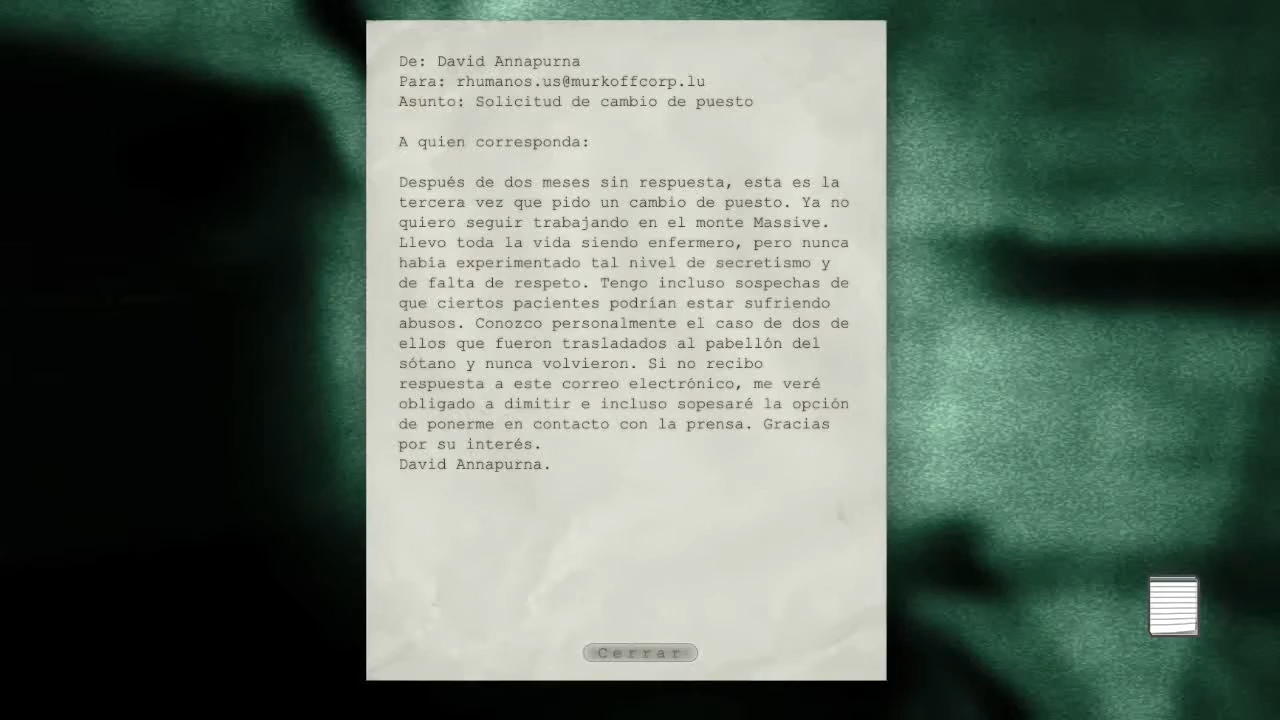 De: David Annapurna
Para: rhumanos.us@murkoffcorp.lu
Asunto: Solicitud de cambio de puesto
A quien corresponda:
Después de dos meses sin respuesta, esta es la
tercera vez que pido un cambio de puesto. Ya no
quiero seguir trabajando en el monte Massive.
Llevo toda la vida siendo enfermero, pero nunca
había experimentado tal nivel de secretismo y
de falta de respeto. Tengo incluso sospechas de
que ciertos pacientes podrían estar sufriendo
abusos. Conozco personalmente el caso de dos de
ellos que fueron trasladados al pabellón del
sótano y nunca volvieron. Si no recibo
respuesta a este correo electrónico, me veré
obligado a dimitir e incluso sopesaré la opción
de ponerme en contacto con la prensa. Gracias
por su interés.
David Annapurna.
Cerrar